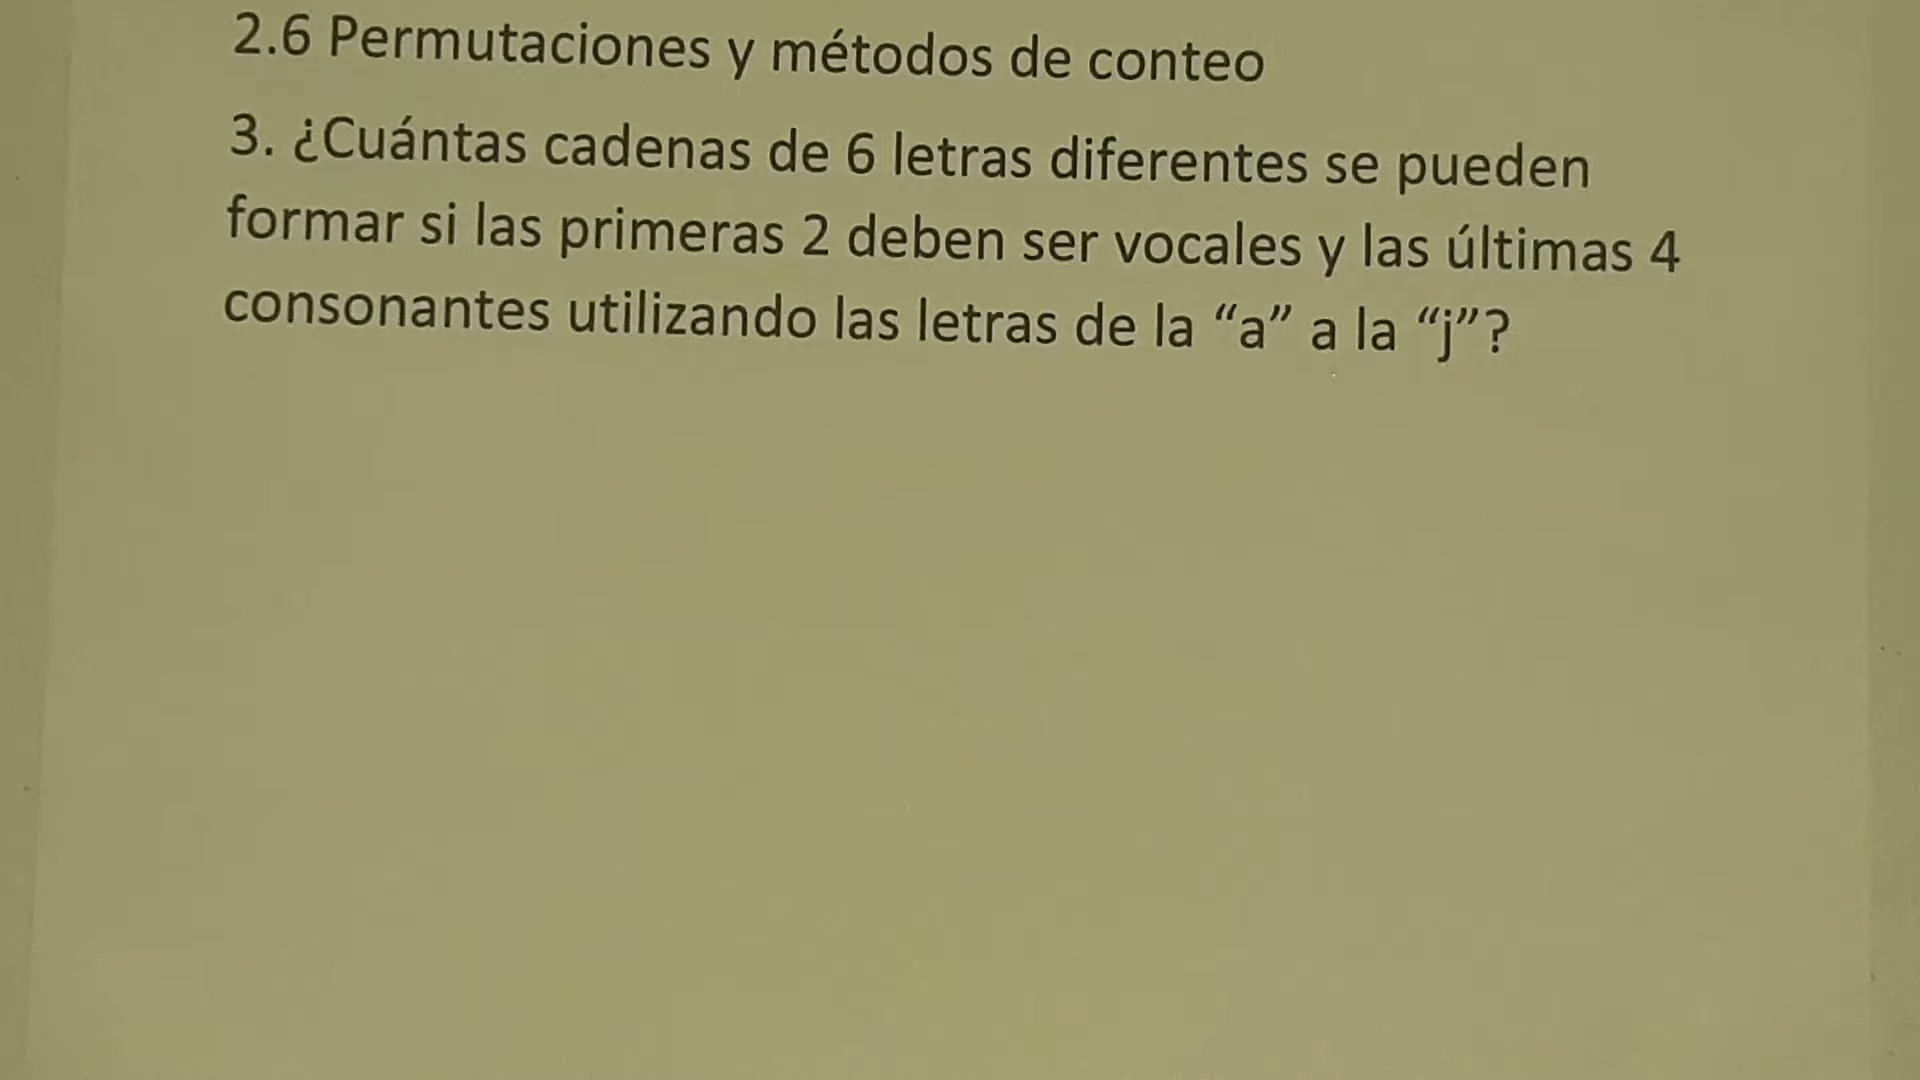 2.6 Permutaciones y métodos de conteo
3. ¿Cuántas cadenas de 6 letras diferentes se pueden
formar si las primeras 2 deben ser vocales y las últimas 4
consonantes utilizando las letras de la “a” a la “j”?